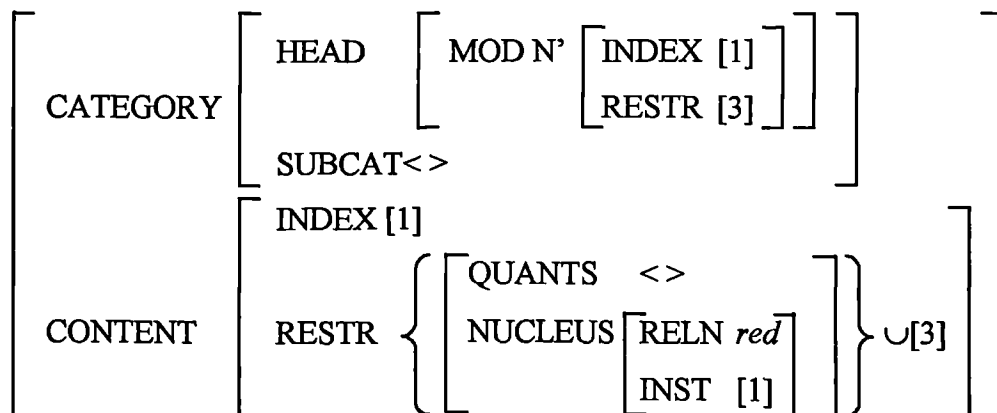 HEAD MOD N’ INDEX [1]
CATEGORY RESTR [3]
SUBCAT< >
INDEX [1]
QUANTS < >
CONTENT RESTR { NUCLEUS RELN red } ∪[3]
INST [1]